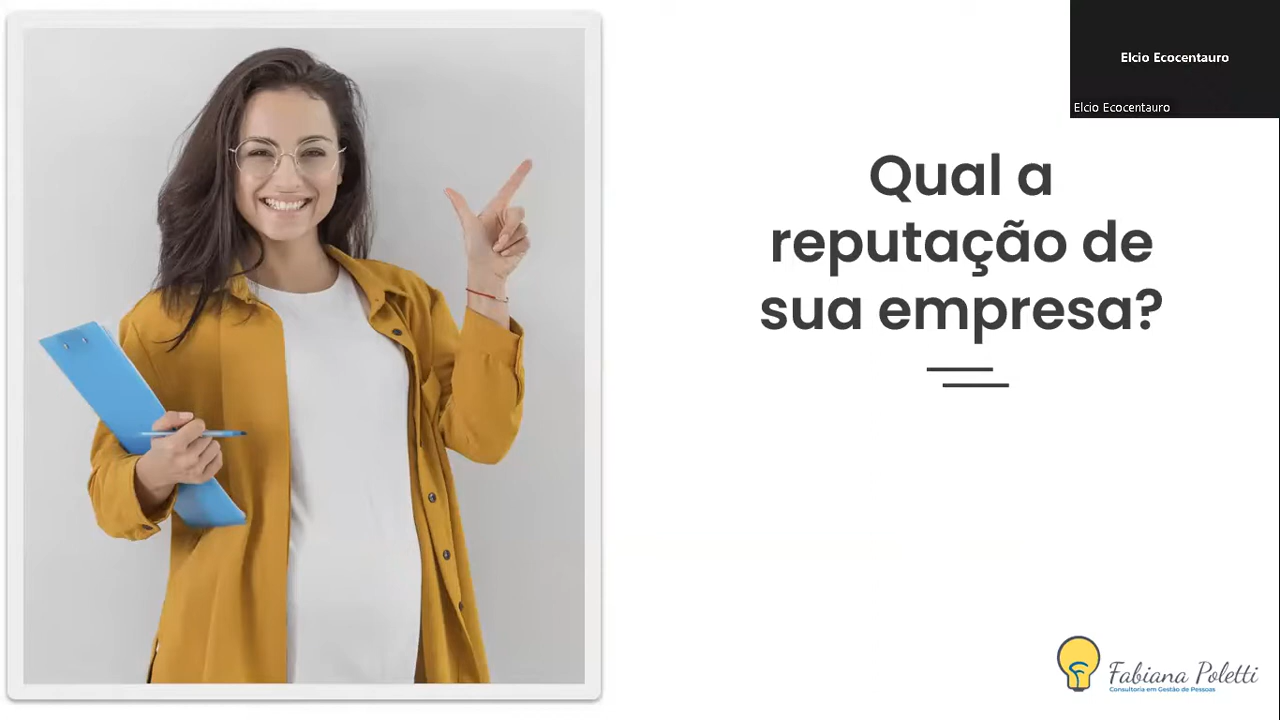 Elcio Ecocentauro
Elcio Ecocentauro
Qual a
reputação de
sua empresa?
Fabiana Poletti
Consultoria em Gestão de Pessoas